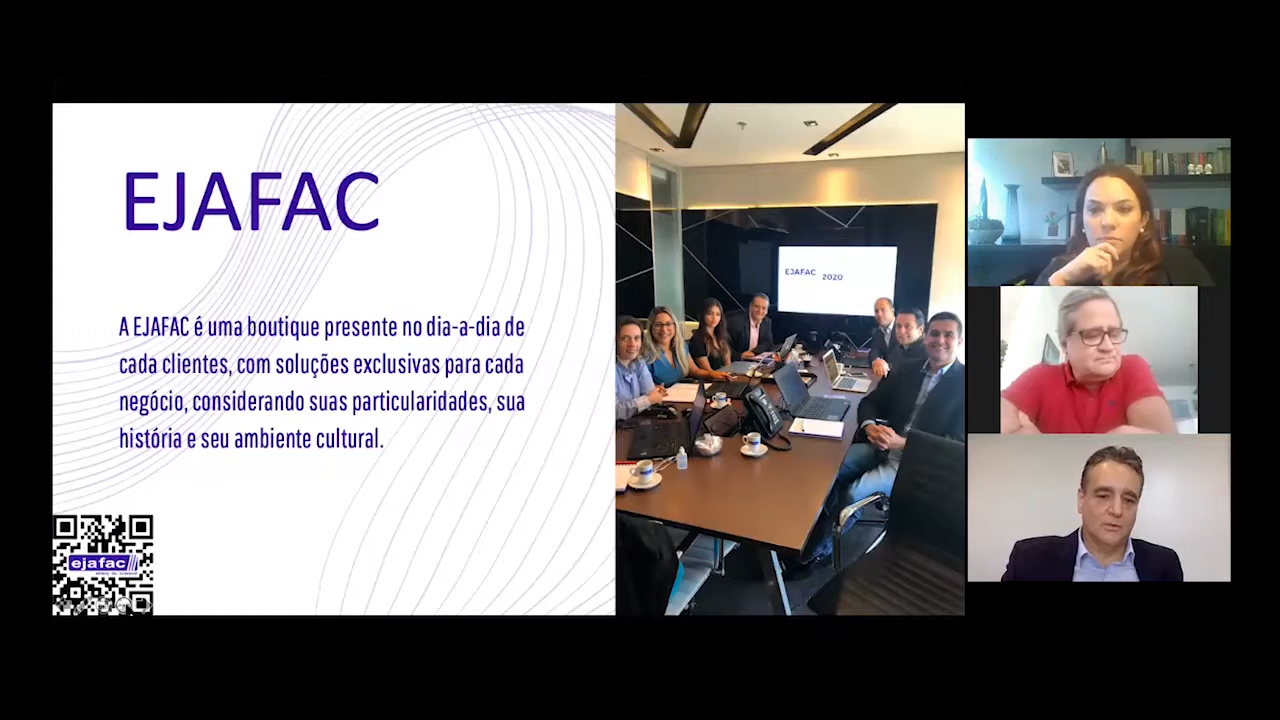 EJAFAC
A EJAFAC é uma boutique presente no dia-a-dia de
cada clientes, com soluções exclusivas para cada
negócio, considerando suas particularidades, sua
história e seu ambiente cultural.
ejafac
EJAFAC 2020